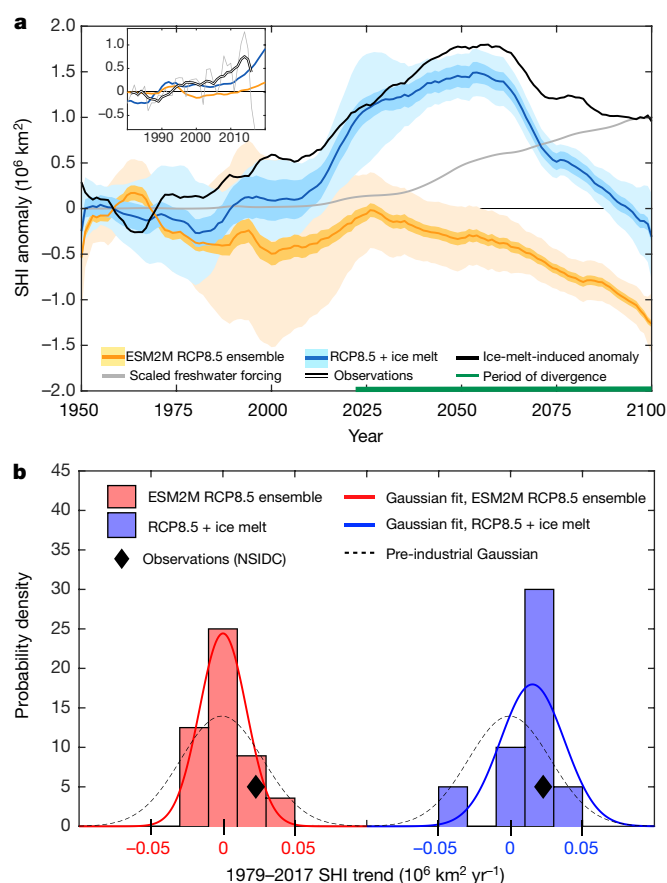 a
1.0
0.5
0
−0.5
1990
2000
2010
2.0
1.5
1.0
0.5
0
−0.5
−1.0
−1.5
−2.0
SHI anomaly (10⁶ km²)
ESM2M RCP8.5 ensemble
RCP8.5 + ice melt
Ice-melt-induced anomaly
Scaled freshwater forcing
Observations
Period of divergence
1950
1975
2000
2025
2050
2075
2100
Year
b
45
40
35
30
25
20
15
10
5
0
Probability density
ESM2M RCP8.5 ensemble
RCP8.5 + ice melt
Observations (NSIDC)
Gaussian fit, ESM2M RCP8.5 ensemble
Gaussian fit, RCP8.5 + ice melt
Pre-industrial Gaussian
−0.05
0
0.05
−0.05
0
0.05
1979–2017 SHI trend (10⁶ km² yr⁻¹)